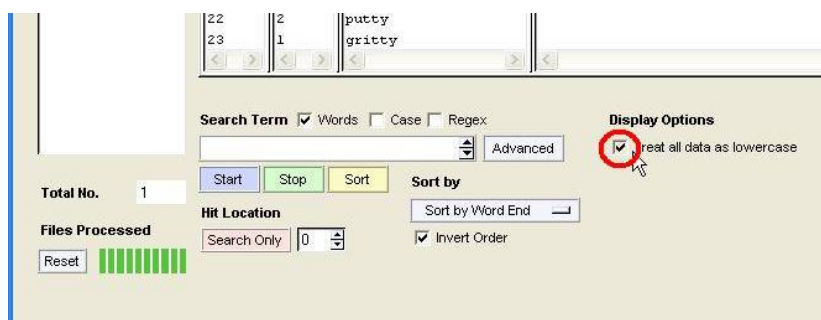 22 2 putty
23 1 gritty
Search Term Words Case Regex
Display Options
Advanced
reat all data as lowercase
Total No. 1
Start Stop Sort
Sort by
Hit Location
Sort by Word End
Files Processed
Search Only 0
Invert Order
Reset